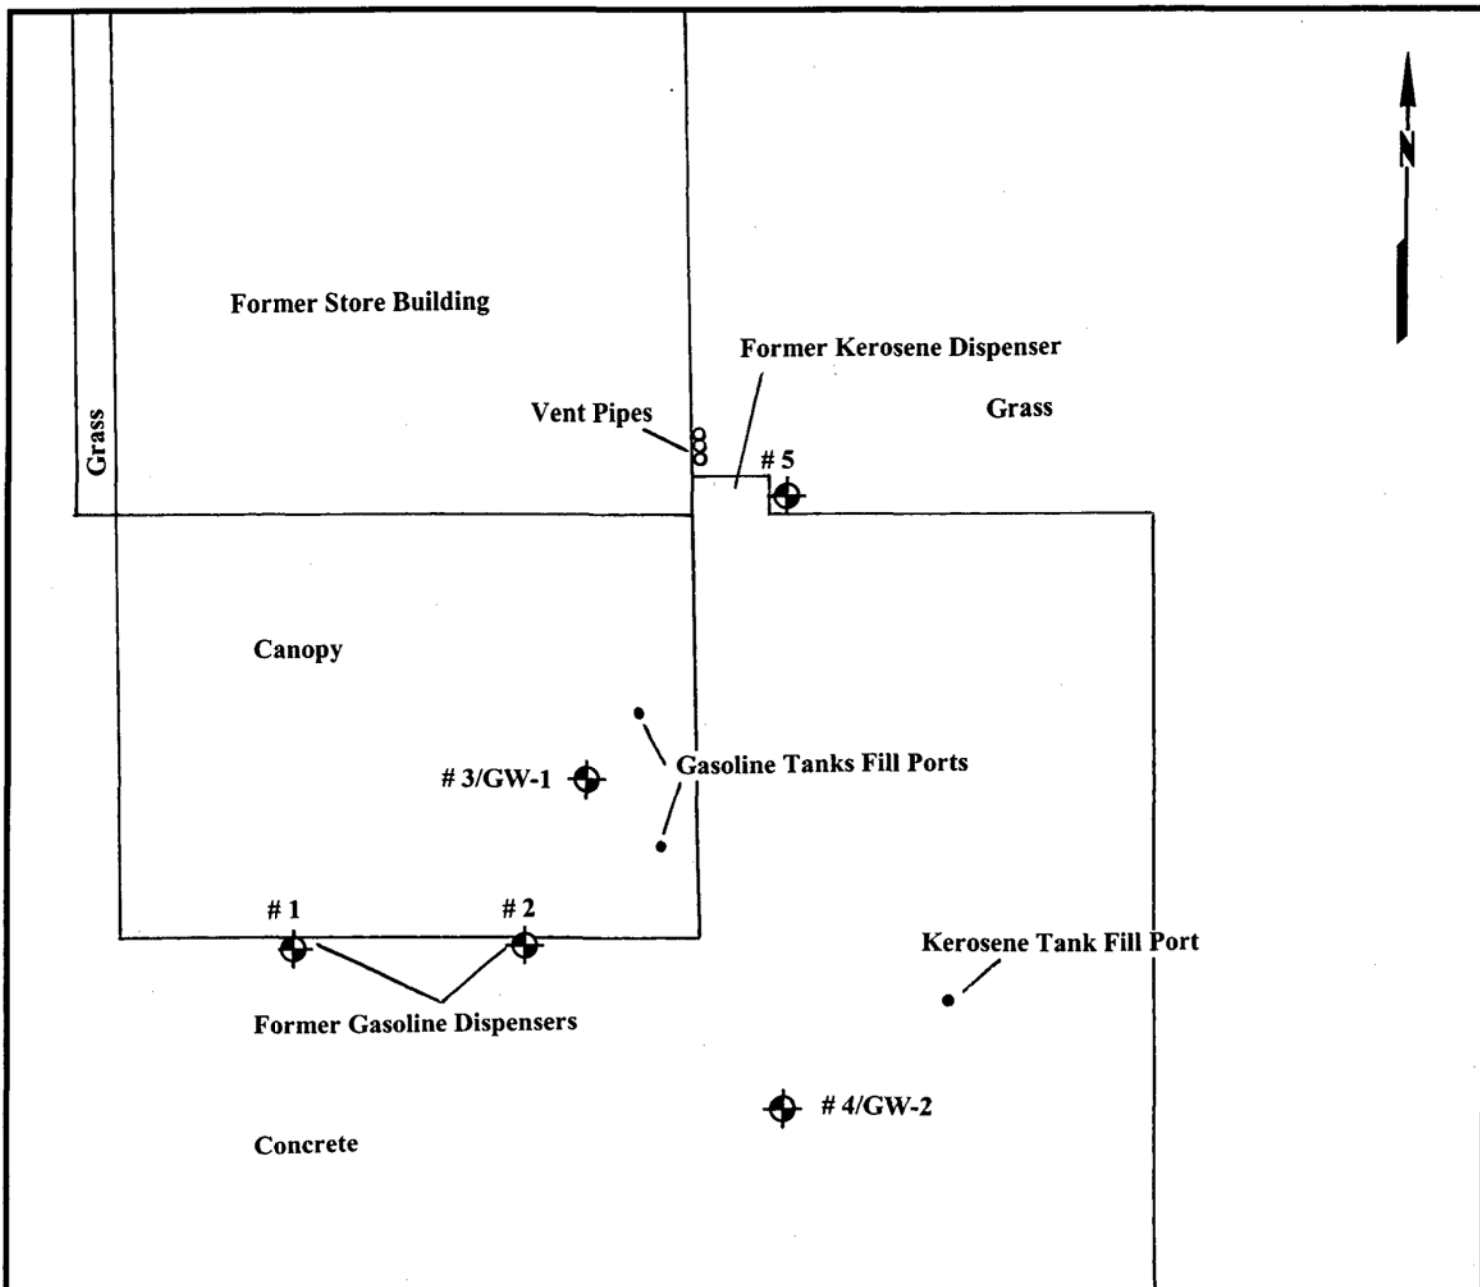 N
Former Store Building
Former Kerosene Dispenser
Vent Pipes
Grass
Grass
# 5
Canopy
Gasoline Tanks Fill Ports
# 3/GW-1
# 1
# 2
Kerosene Tank Fill Port
Former Gasoline Dispensers
# 4/GW-2
Concrete